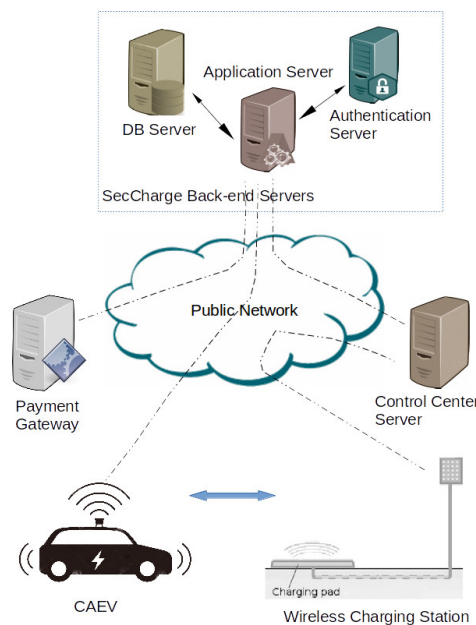 Application Server
DB Server
Authentication
Server
SecCharge Back-end Servers
Public Network
Payment
Gateway
Control Center
Server
Charging pad
CAEV
Wireless Charging Station